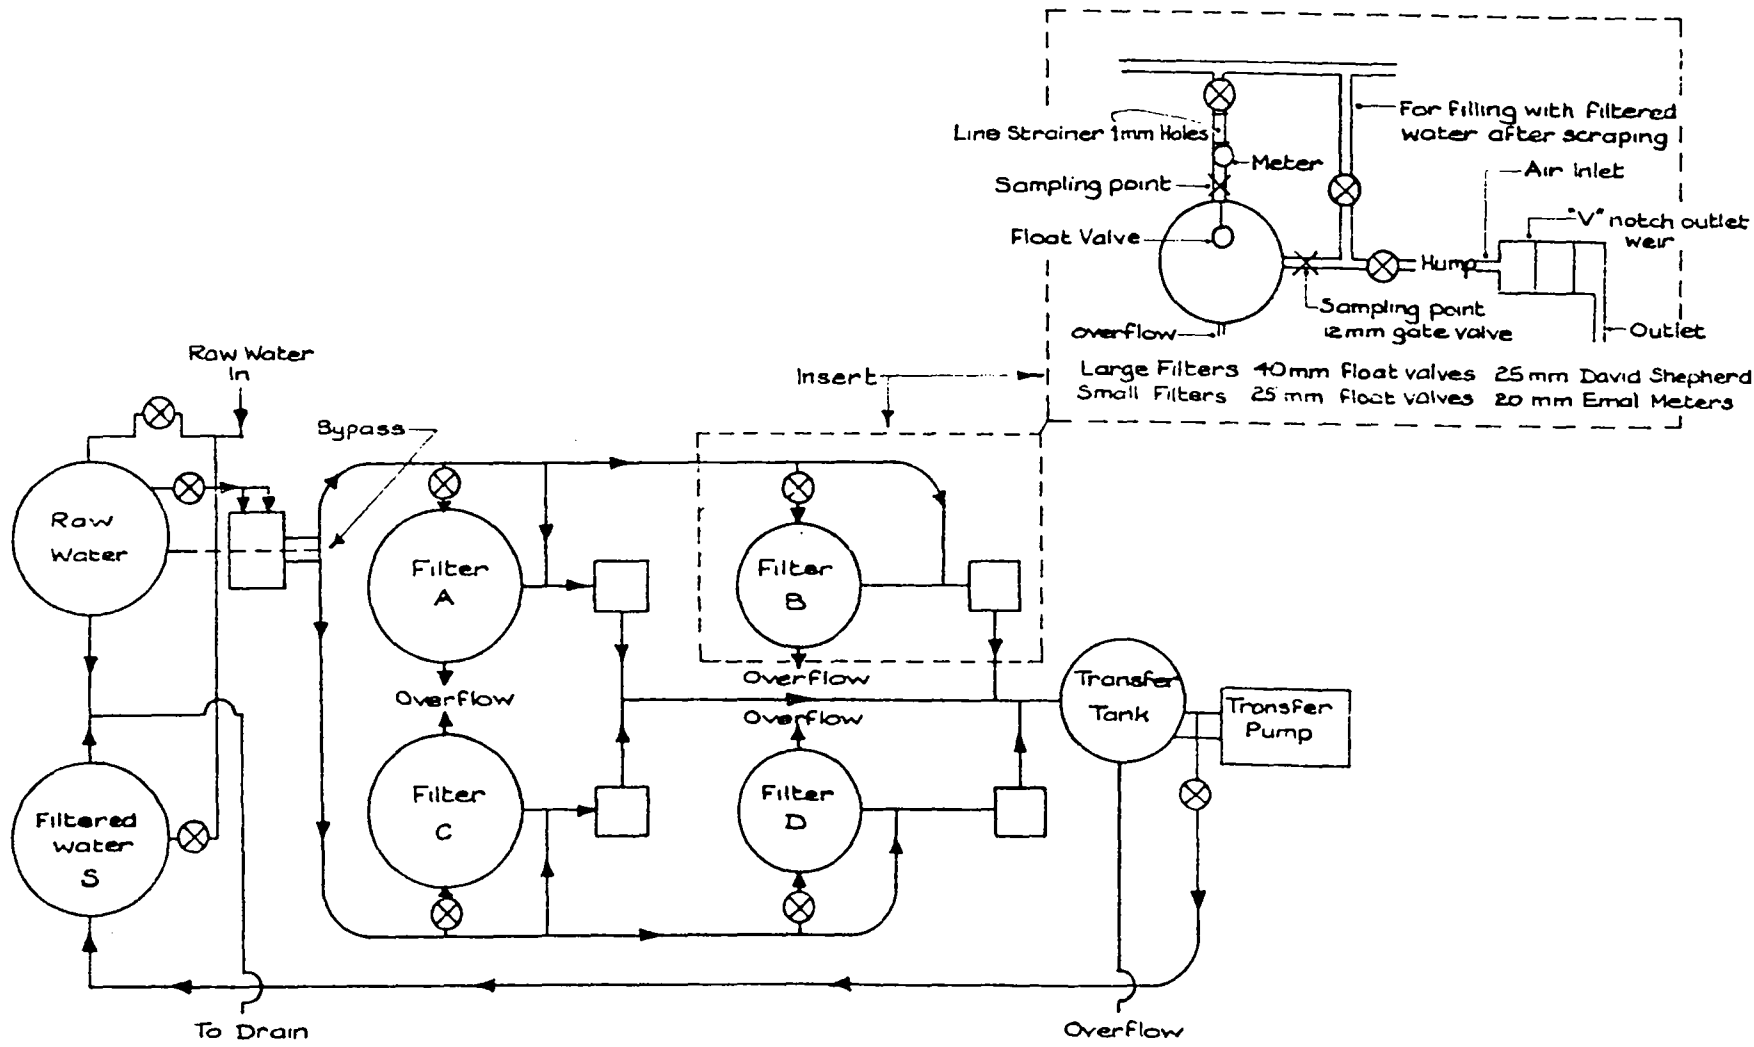 For filling with filtered
water after scraping
Line Strainer 1mm Holes
Meter
Air Inlet
Sampling point
"V" notch outlet
weir
Float Valve
Hump
Sampling point
12mm gate valve
overflow
Outlet
Large Filters 40mm float valves 25mm David Shepherd
Small Filters 25mm float valves 20 mm Emal Meters
Insert
Raw Water
In
Bypass
Raw
Water
Filter
A
Filter
B
Overflow
Overflow
Overflow
Transfer
Tank
Transfer
Pump
Filter
C
Filter
D
Filtered
Water
S
To Drain
Overflow